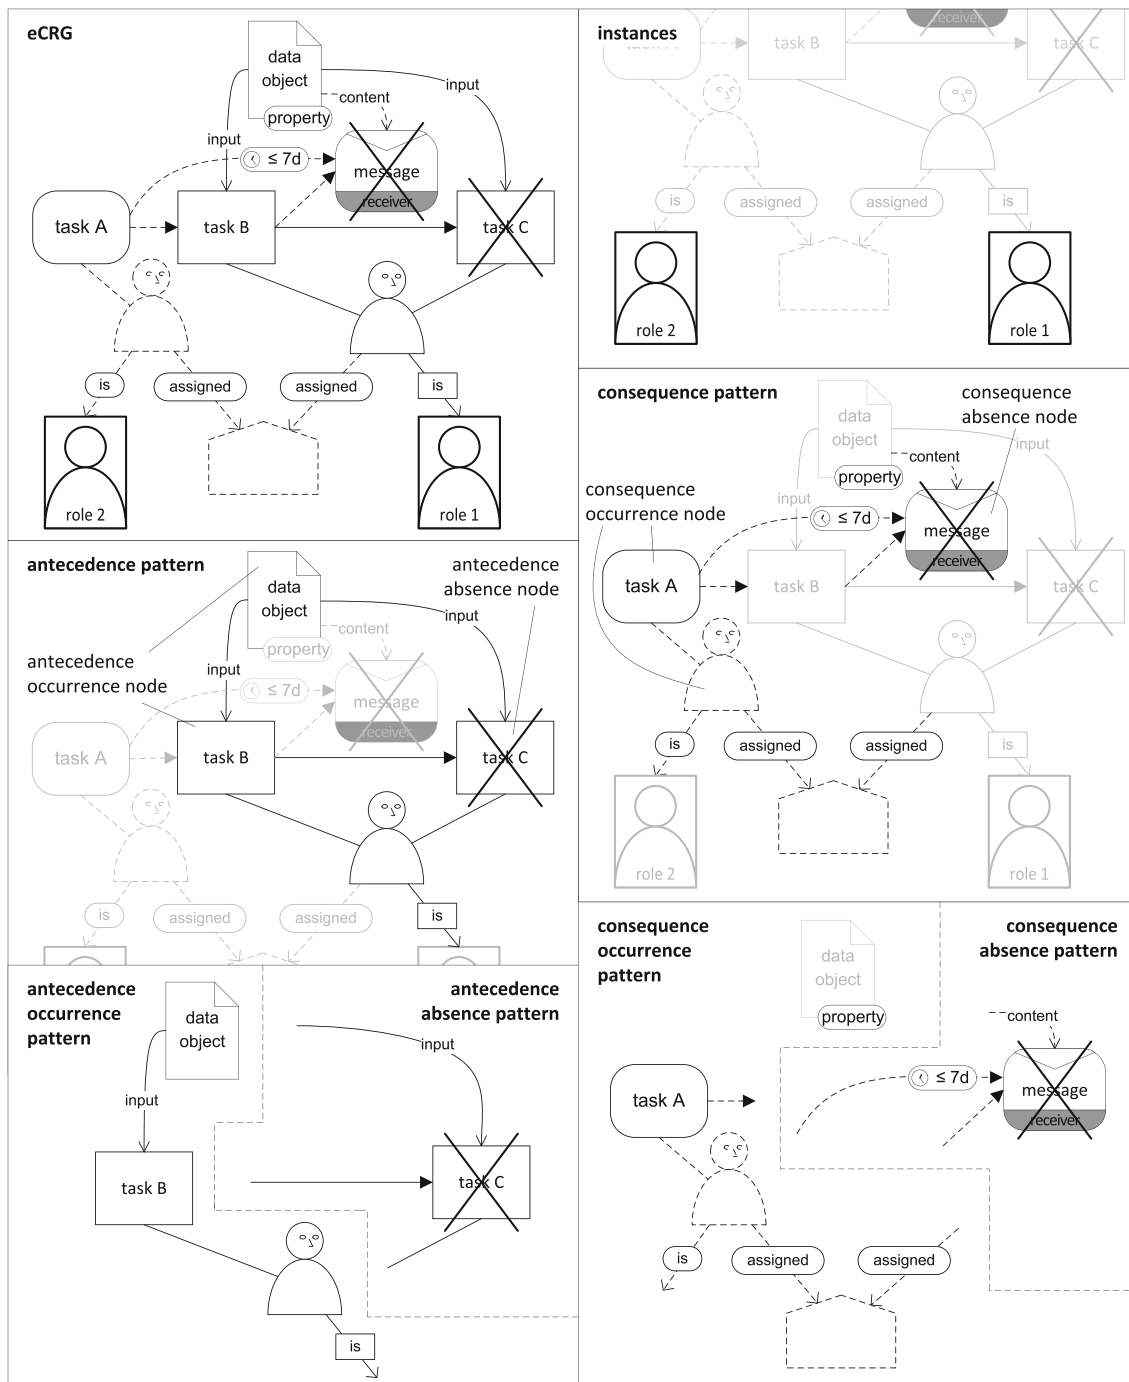 eCRG
data
object
property
content
input
input
≤ 7d
message
receiver
task A
task B
task C
is
assigned
assigned
is
role 2
role 1
instances
task B
receiver
task C
is
assigned
assigned
is
role 2
role 1
antecedence pattern
antecedence
absence node
data
object
property
content
input
input
antecedence
occurrence node
≤ 7d
message
receiver
task A
task B
task C
is
assigned
assigned
is
consequence pattern
consequence
absence node
data
object
property
content
input
input
consequence
occurrence node
≤ 7d
message
receiver
task A
task B
task C
is
assigned
assigned
is
role 2
role 1
antecedence
occurrence
pattern
antecedence
absence pattern
data
object
input
input
task B
task C
is
consequence
occurrence
pattern
consequence
absence pattern
data
object
property
content
≤ 7d
message
receiver
task A
is
assigned
assigned